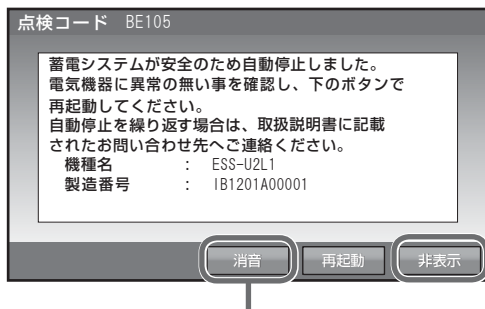 点検コード BE105
蓄電システムが安全のため自動停止しました。
電気機器に異常の無い事を確認し、下のボタンで
再起動してください。
自動停止を繰り返す場合は、取扱説明書に記載
されたお問い合わせ先へご連絡ください。
機種名 : ESS-U2L1
製造番号 : IB1201A00001
消音 再起動 非表示